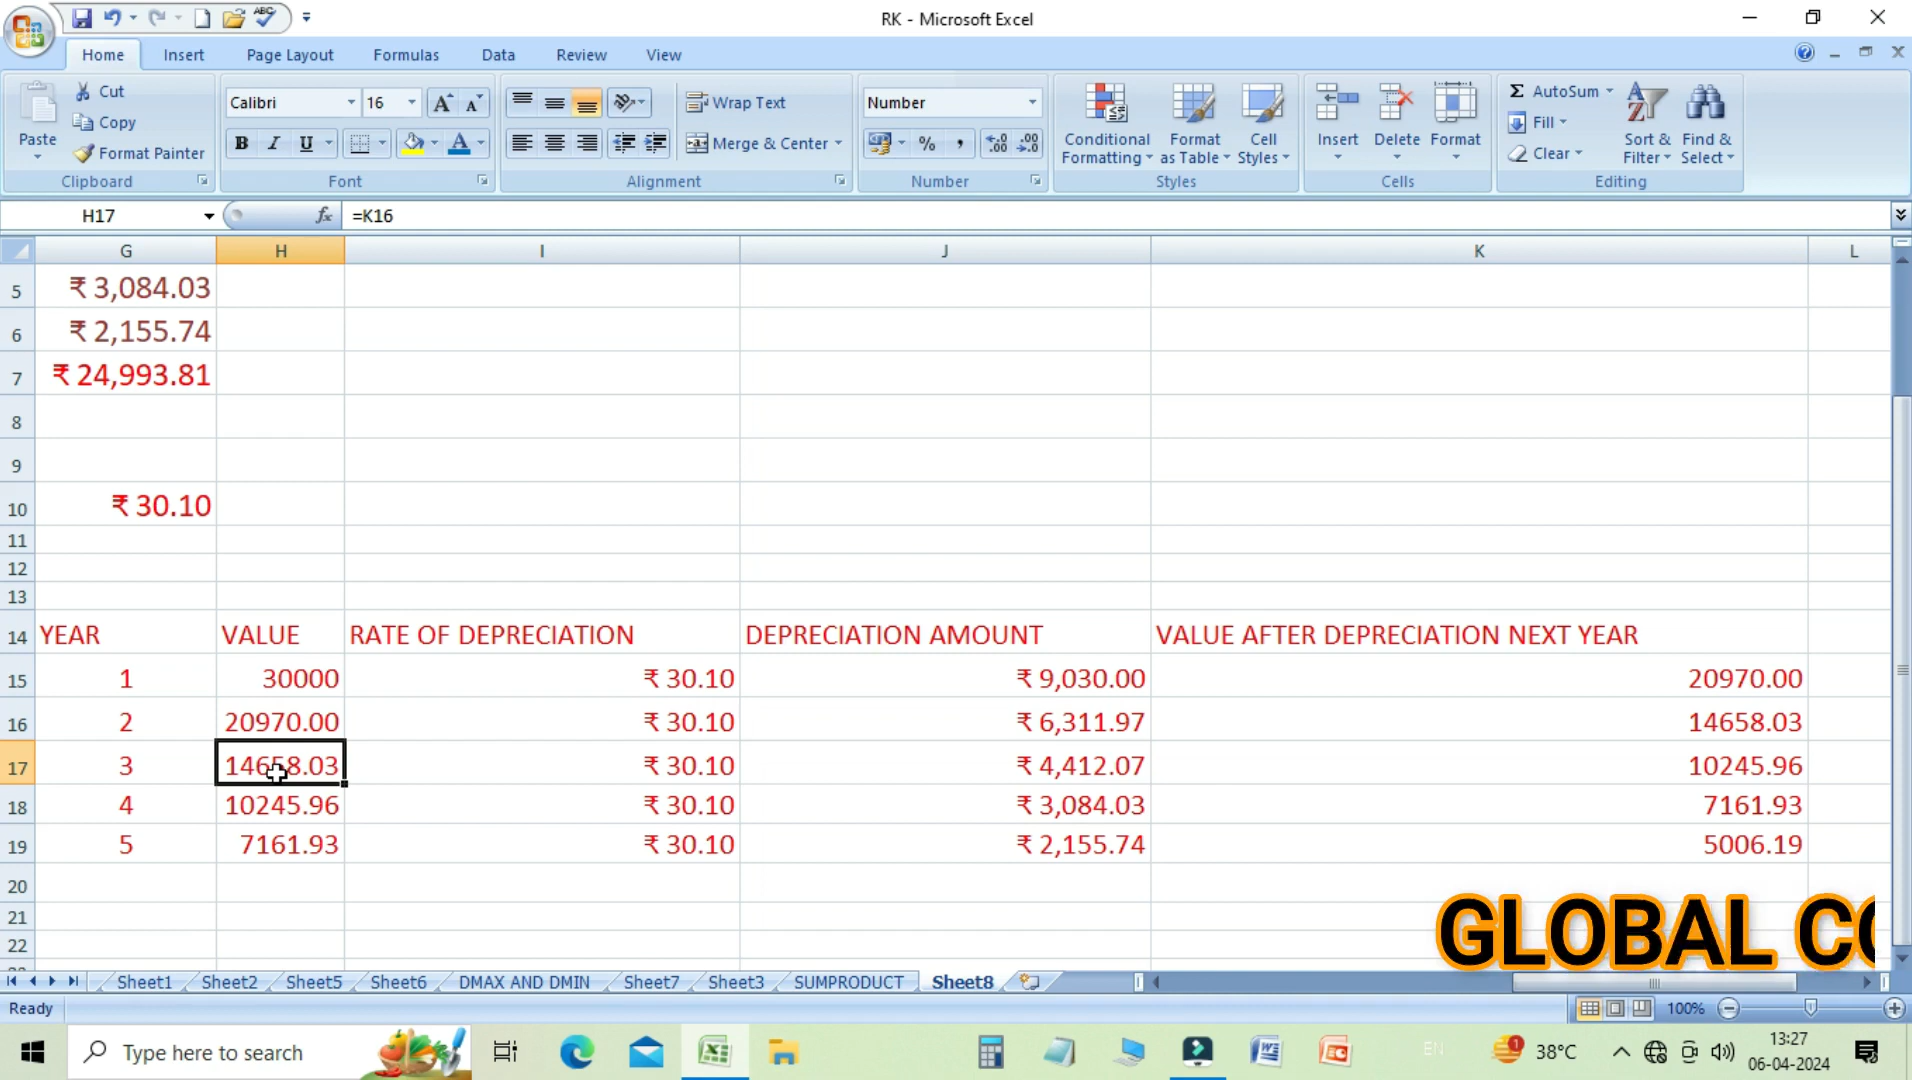 RK - Microsoft Excel
Home Insert Page Layout Formulas Data Review View
Paste
Cut
Copy
Format Painter
Clipboard
Calibri 16
Font
Wrap Text
Merge & Center
Alignment
Number
Number
Conditional Formatting
Format as Table
Cell Styles
Styles
Insert Delete Format
Cells
Σ AutoSum
Fill
Clear
Sort & Filter
Find & Select
Editing
H17 fx =K16
G H I J K L
5 ₹ 3,084.03
6 ₹ 2,155.74
7 ₹ 24,993.81
8
9
10 ₹ 30.10
11
12
13
14 YEAR VALUE RATE OF DEPRECIATION DEPRECIATION AMOUNT VALUE AFTER DEPRECIATION NEXT YEAR
15 1 30000 ₹ 30.10 ₹ 9,030.00 20970.00
16 2 20970.00 ₹ 30.10 ₹ 6,311.97 14658.03
17 3 14658.03 ₹ 30.10 ₹ 4,412.07 10245.96
18 4 10245.96 ₹ 30.10 ₹ 3,084.03 7161.93
19 5 7161.93 ₹ 30.10 ₹ 2,155.74 5006.19
20
21
22
GLOBAL CO
Sheet1 Sheet2 Sheet5 Sheet6 DMAX AND DMIN Sheet7 Sheet3 SUMPRODUCT Sheet8
Ready 100%
Type here to search EN 38°C 13:27
06-04-2024